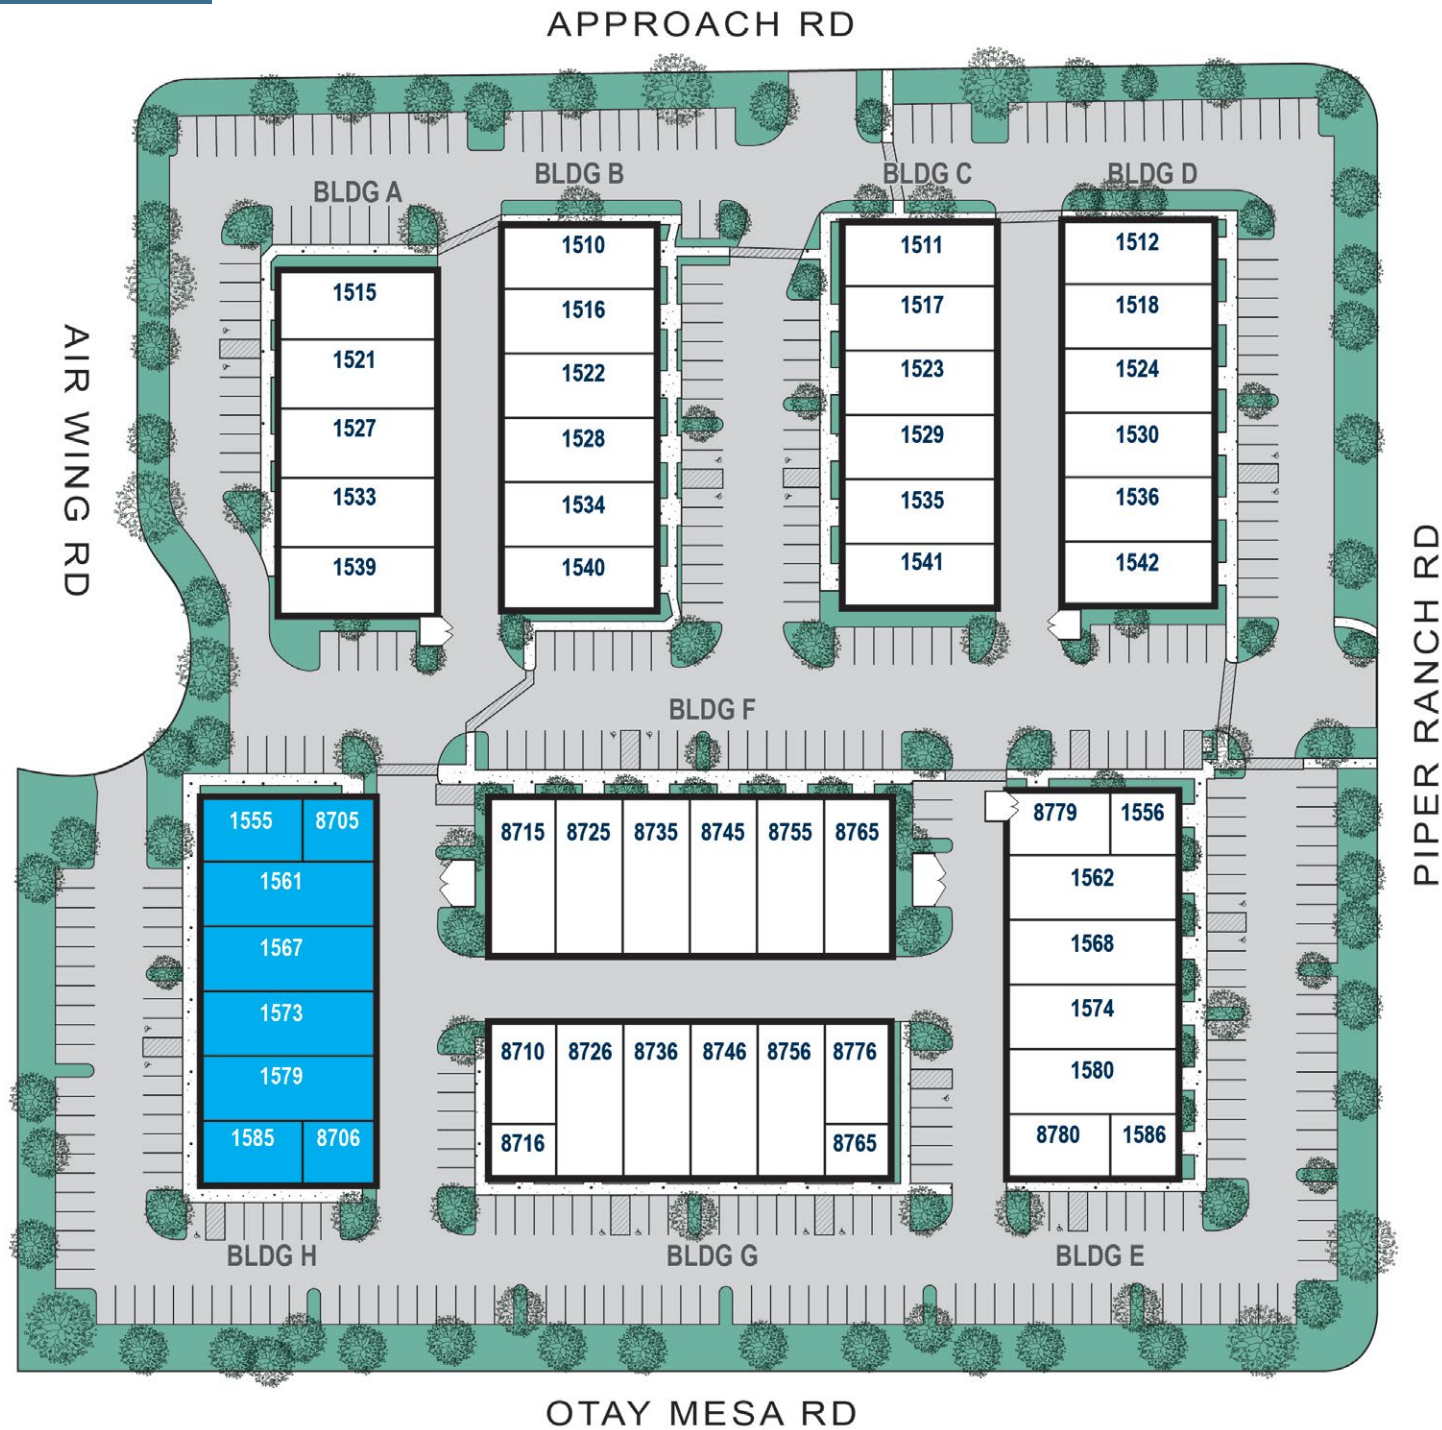 APPROACH RD
BLDG A
BLDG B
BLDG C
BLDG D
1515
1521
1527
1533
1539
1510
1516
1522
1528
1534
1540
1511
1517
1523
1529
1535
1541
1512
1518
1524
1530
1536
1542
AIR WING RD
PIPER RANCH RD
BLDG F
1555 8705
1561
1567
1573
1579
1585 8706
BLDG H
8715 8725 8735 8745 8755 8765
8710 8726 8736 8746 8756 8776
8716 8765
BLDG G
8779 1556
1562
1568
1574
1580
8780 1586
BLDG E
OTAY MESA RD